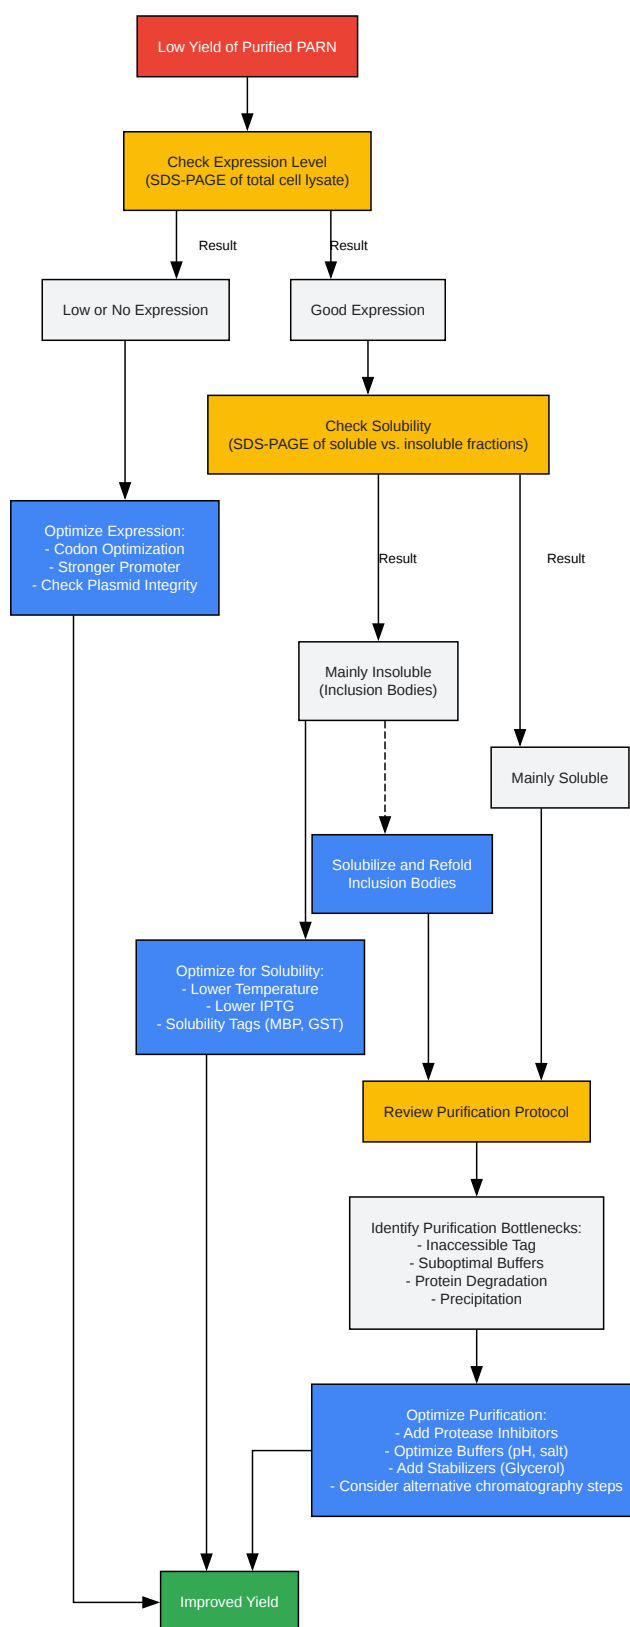 Low Yield of Purified PARN
Check Expression Level
(SDS-PAGE of total cell lysate)
Result
Result
Low or No Expression
Good Expression
Check Solubility
(SDS-PAGE of soluble vs. insoluble fractions)
Optimize Expression:
- Codon Optimization
- Stronger Promoter
- Check Plasmid Integrity
Result
Result
Mainly Insoluble
(Inclusion Bodies)
Mainly Soluble
Solubilize and Refold
Inclusion Bodies
Optimize for Solubility:
- Lower Temperature
- Lower IPTG
- Solubility Tags (MBP, GST)
Review Purification Protocol
Identify Purification Bottlenecks:
- Inaccessible Tag
- Suboptimal Buffers
- Protein Degradation
- Precipitation
Optimize Purification:
- Add Protease Inhibitors
- Optimize Buffers (pH, salt)
- Add Stabilizers (Glycerol)
- Consider alternative chromatography steps
Improved Yield